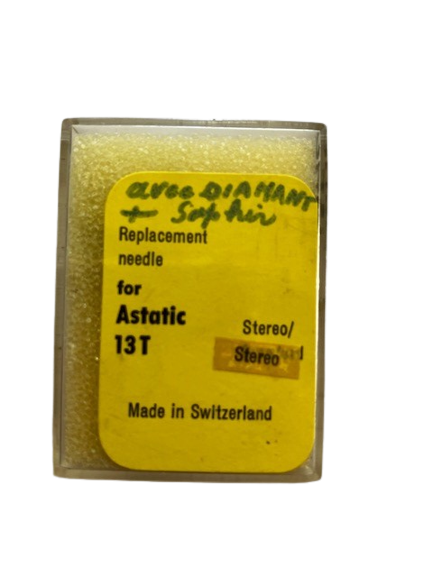 avec DIAMANT
+ Saphir
Replacement
needle
for
Astatic
13T
Stereo/
Stereo
Made in Switzerland